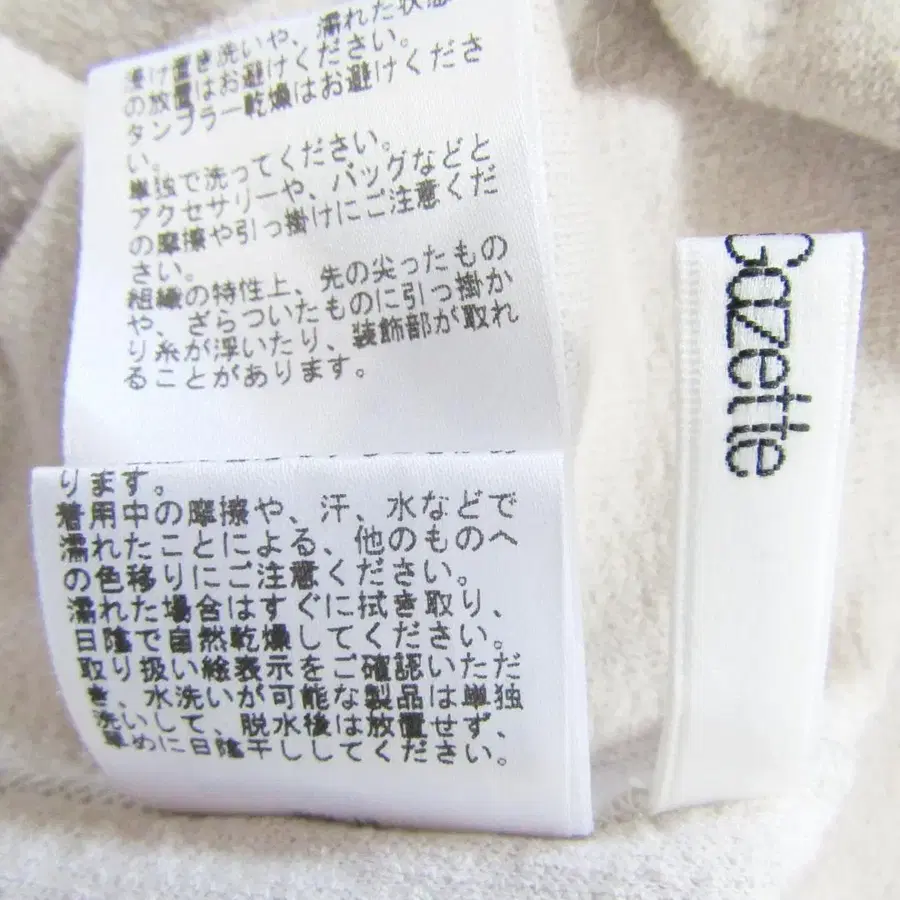 浸け置き洗いや、濡れた状態
の放置はお避けください。
タンブラー乾燥はお避けくださ
い。
単独で洗ってください。
アクセサリーや、バッグなどと
の摩擦や引っ掛けにご注意くだ
さい。
組織の特性上、先の尖ったもの
や、ざらついたものに引っ掛か
り糸が浮いたり、装飾部が取れ
ることがあります。
ります。
着用中の摩擦や、汗、水などで
濡れたことによる、他のものへ
の色移りにご注意ください。
濡れた場合はすぐに拭き取り、
日陰で自然乾燥してください。
取り扱い絵表示をご確認いただ
き、水洗いが可能な製品は単独
洗いして、脱水後は放置せず、
早めに日陰干ししてください。
Gazette